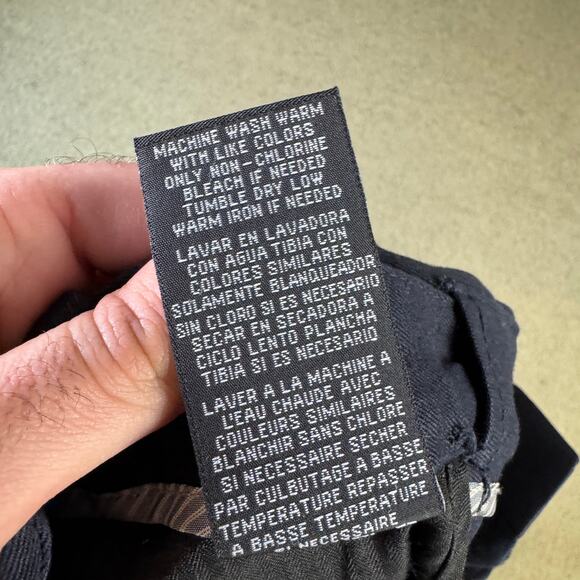 MACHINE WASH WARM
WITH LIKE COLORS
ONLY NON-CHLORINE
BLEACH IF NEEDED
TUMBLE DRY LOW
WARM IRON IF NEEDED
LAVAR EN LAVADORA
CON AGUA TIBIA CON
COLORES SIMILARES
SOLAMENTE BLANQUEADOR
SIN CLORO SI ES NECESARIO
SECAR EN SECADORA A
CICLO LENTO PLANCHA
TIBIA SI ES NECESARIO
LAVER A LA MACHINE A
L'EAU CHAUDE AVEC
COULEURS SIMILAIRES
BLANCHIR SANS CHLORE
SI NECESSAIRE SECHER
PAR CULBUTAGE A BASSE
TEMPERATURE REPASSER
A BASSE TEMPERATURE
SI NECESSAIRE